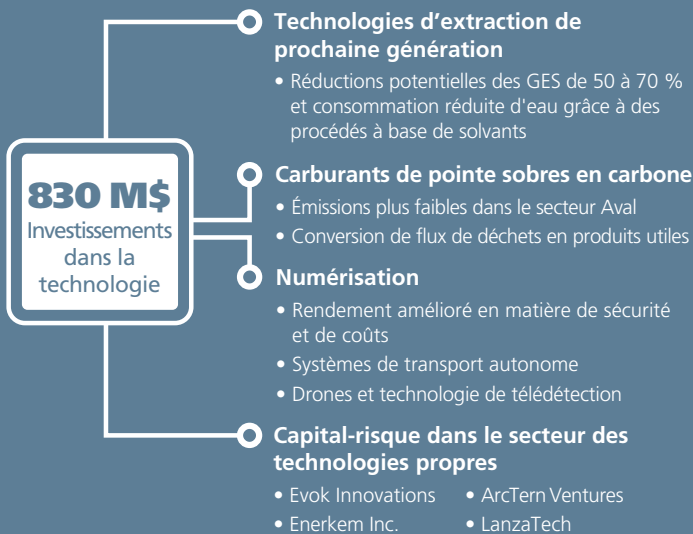 Technologies d’extraction de
prochaine génération
• Réductions potentielles des GES de 50 à 70 %
et consommation réduite d'eau grâce à des
procédés à base de solvants
830 M$
Investissements
dans la
technologie
Carburants de pointe sobres en carbone
• Émissions plus faibles dans le secteur Aval
• Conversion de flux de déchets en produits utiles
Numérisation
• Rendement amélioré en matière de sécurité
et de coûts
• Systèmes de transport autonome
• Drones et technologie de télédétection
Capital-risque dans le secteur des
technologies propres
• Evok Innovations • ArcTern Ventures
• Enerkem Inc. • LanzaTech